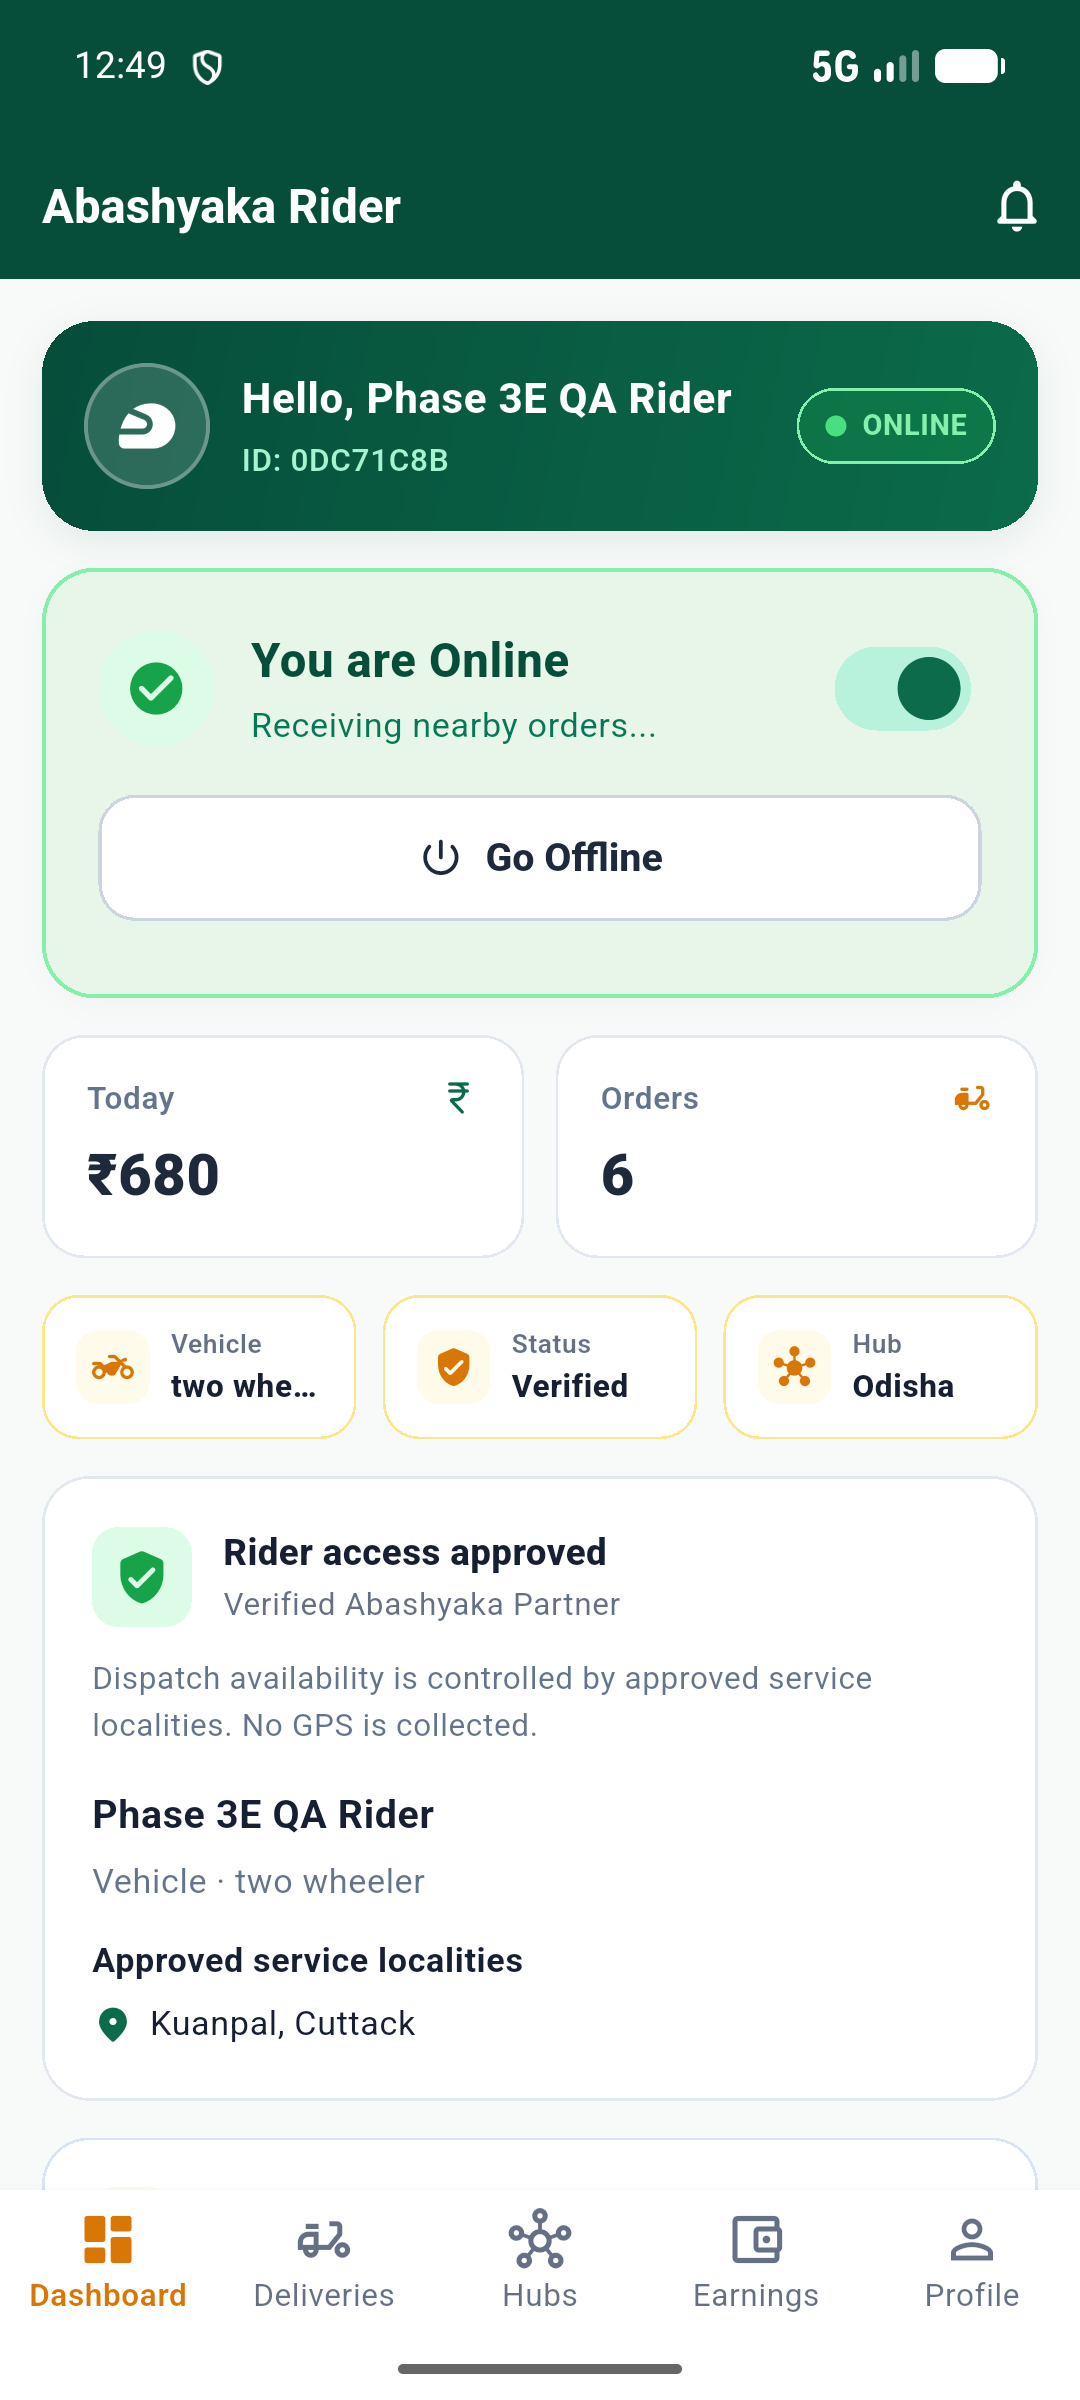 12:49
5G
Abashyaka Rider
Hello, Phase 3E QA Rider
ID: 0DC71C8B
ONLINE
You are Online
Receiving nearby orders...
Go Offline
Today ₹
₹680
Orders
6
Vehicle
two whe...
Status
Verified
Hub
Odisha
Rider access approved
Verified Abashyaka Partner
Dispatch availability is controlled by approved service
localities. No GPS is collected.
Phase 3E QA Rider
Vehicle · two wheeler
Approved service localities
Kuanpal, Cuttack
Dashboard
Deliveries
Hubs
Earnings
Profile